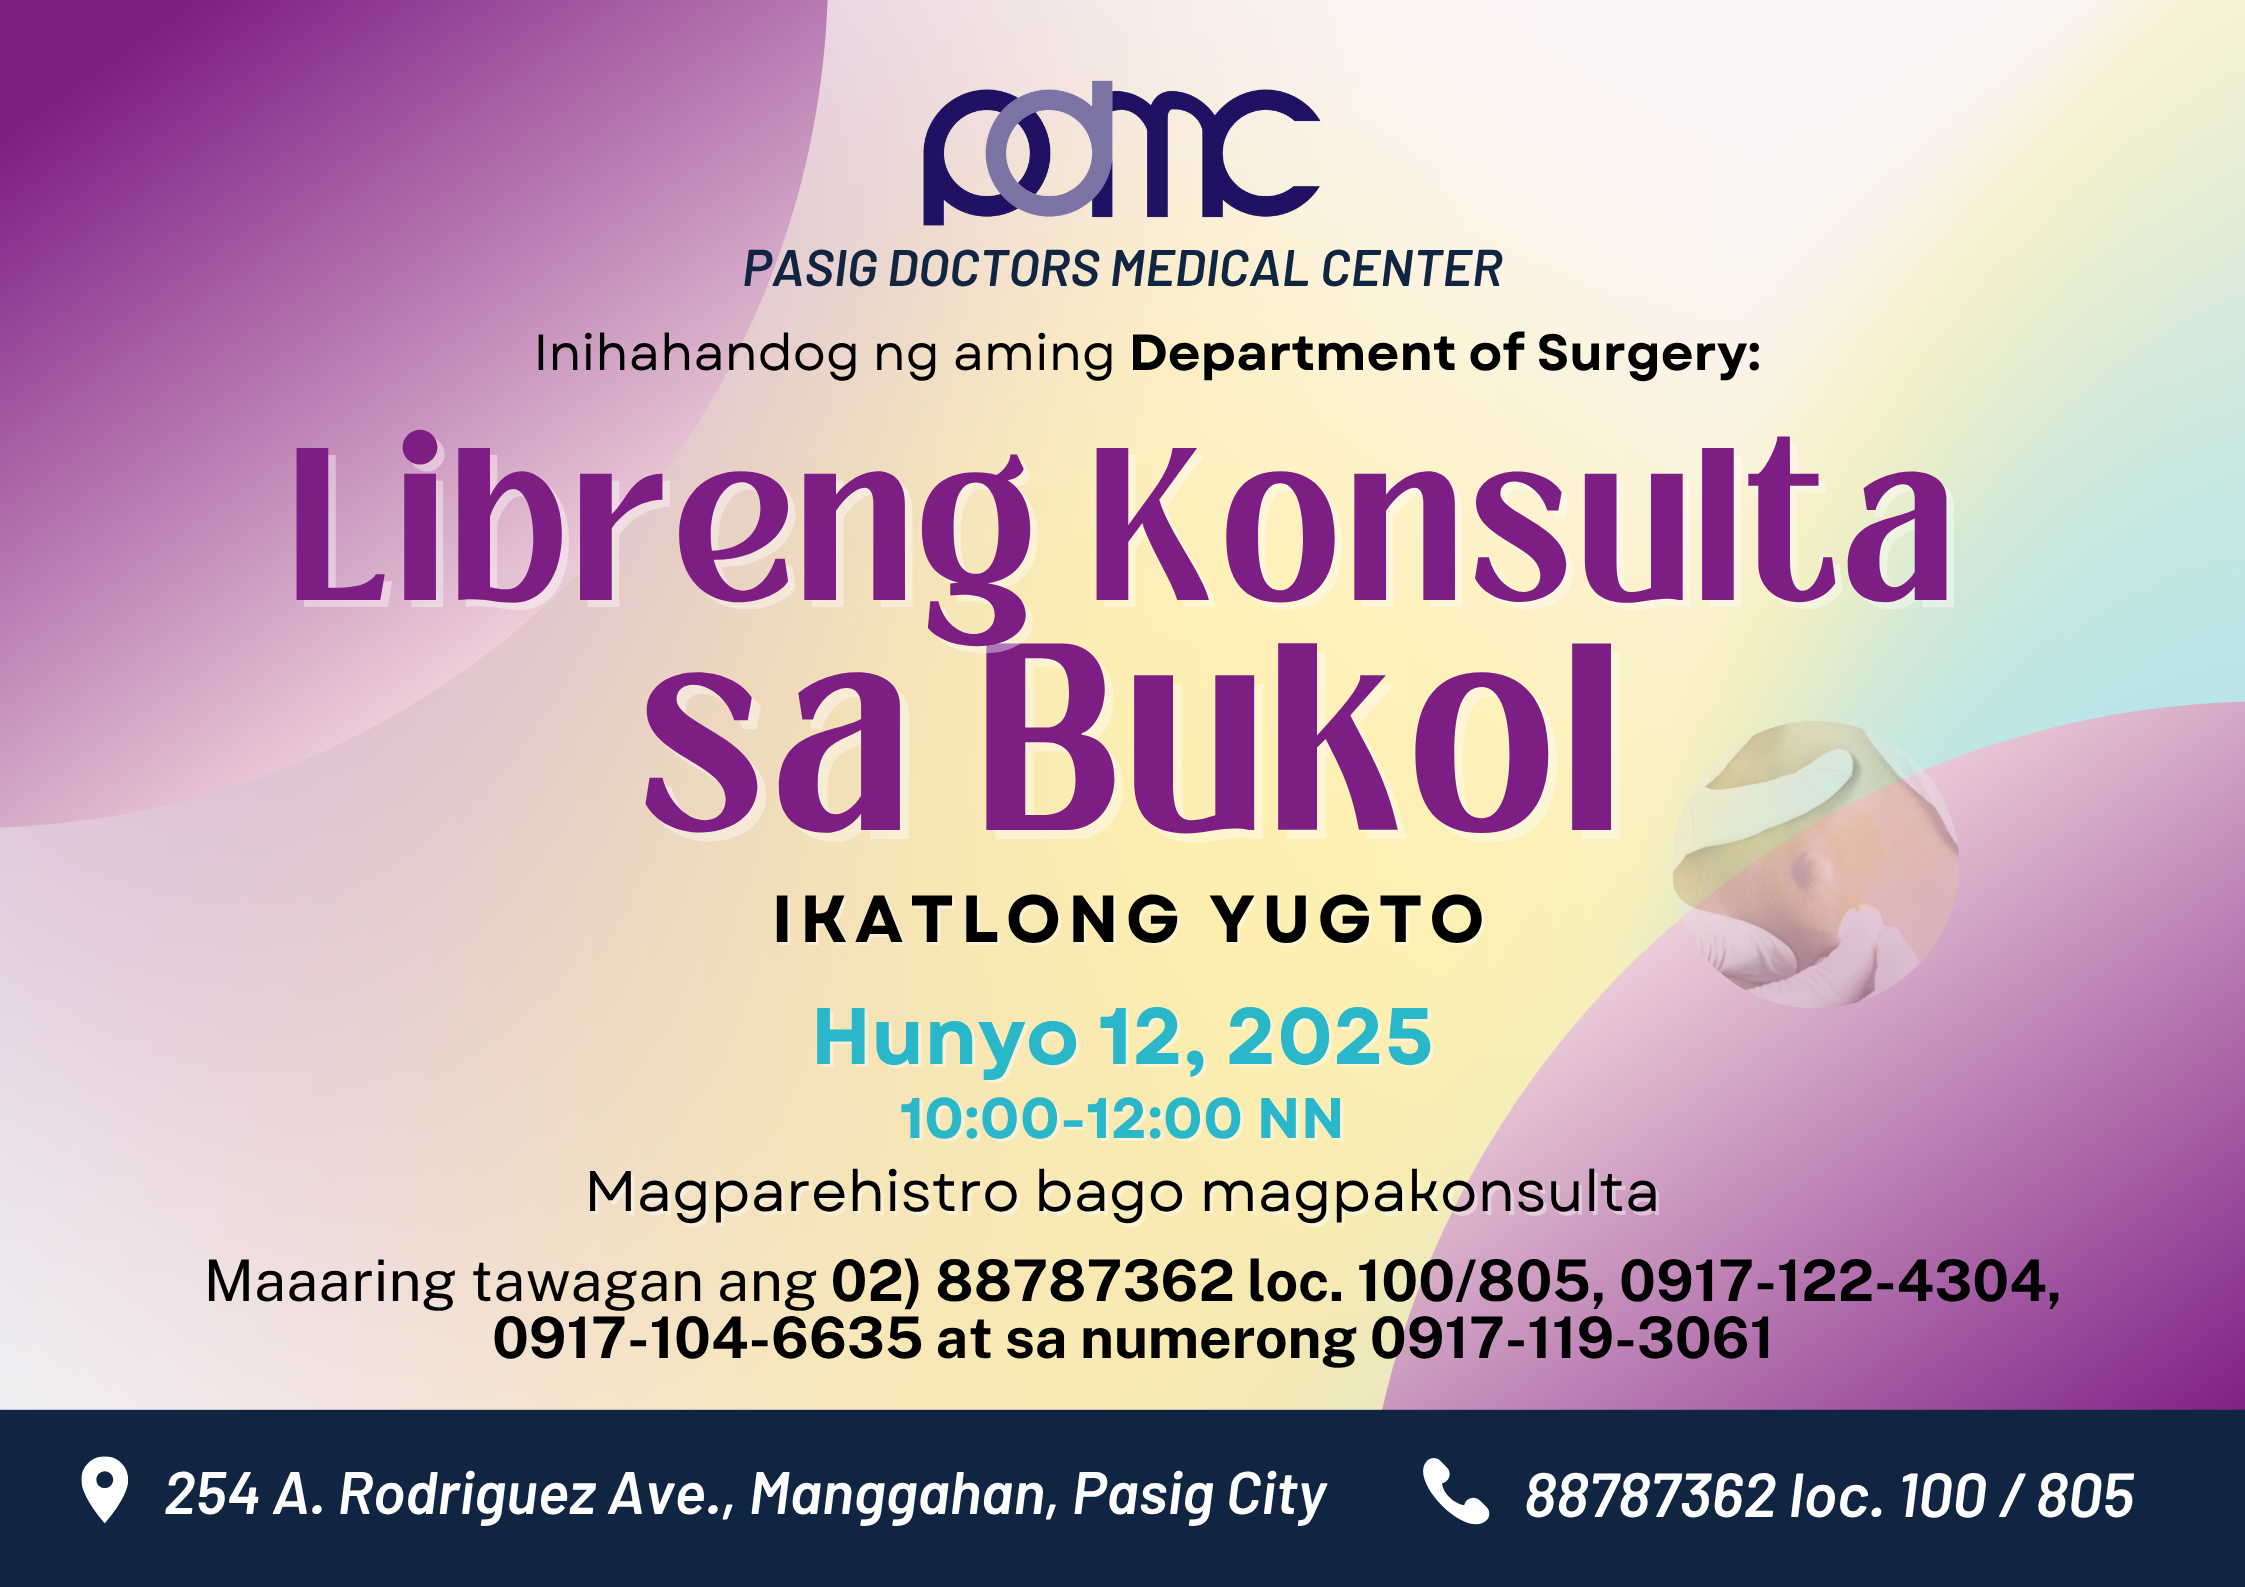 pdmc
PASIG DOCTORS MEDICAL CENTER
Inihahandog ng aming Department of Surgery:
Libreng Konsulta
sa Bukol
IKATLONG YUGTO
Hunyo 12, 2025
10:00-12:00 NN
Magparehistro bago magpakonsulta
Maaaring tawagan ang 02) 88787362 loc. 100/805, 0917-122-4304,
0917-104-6635 at sa numerong 0917-119-3061
254 A. Rodriguez Ave., Manggahan, Pasig City
88787362 loc. 100 / 805